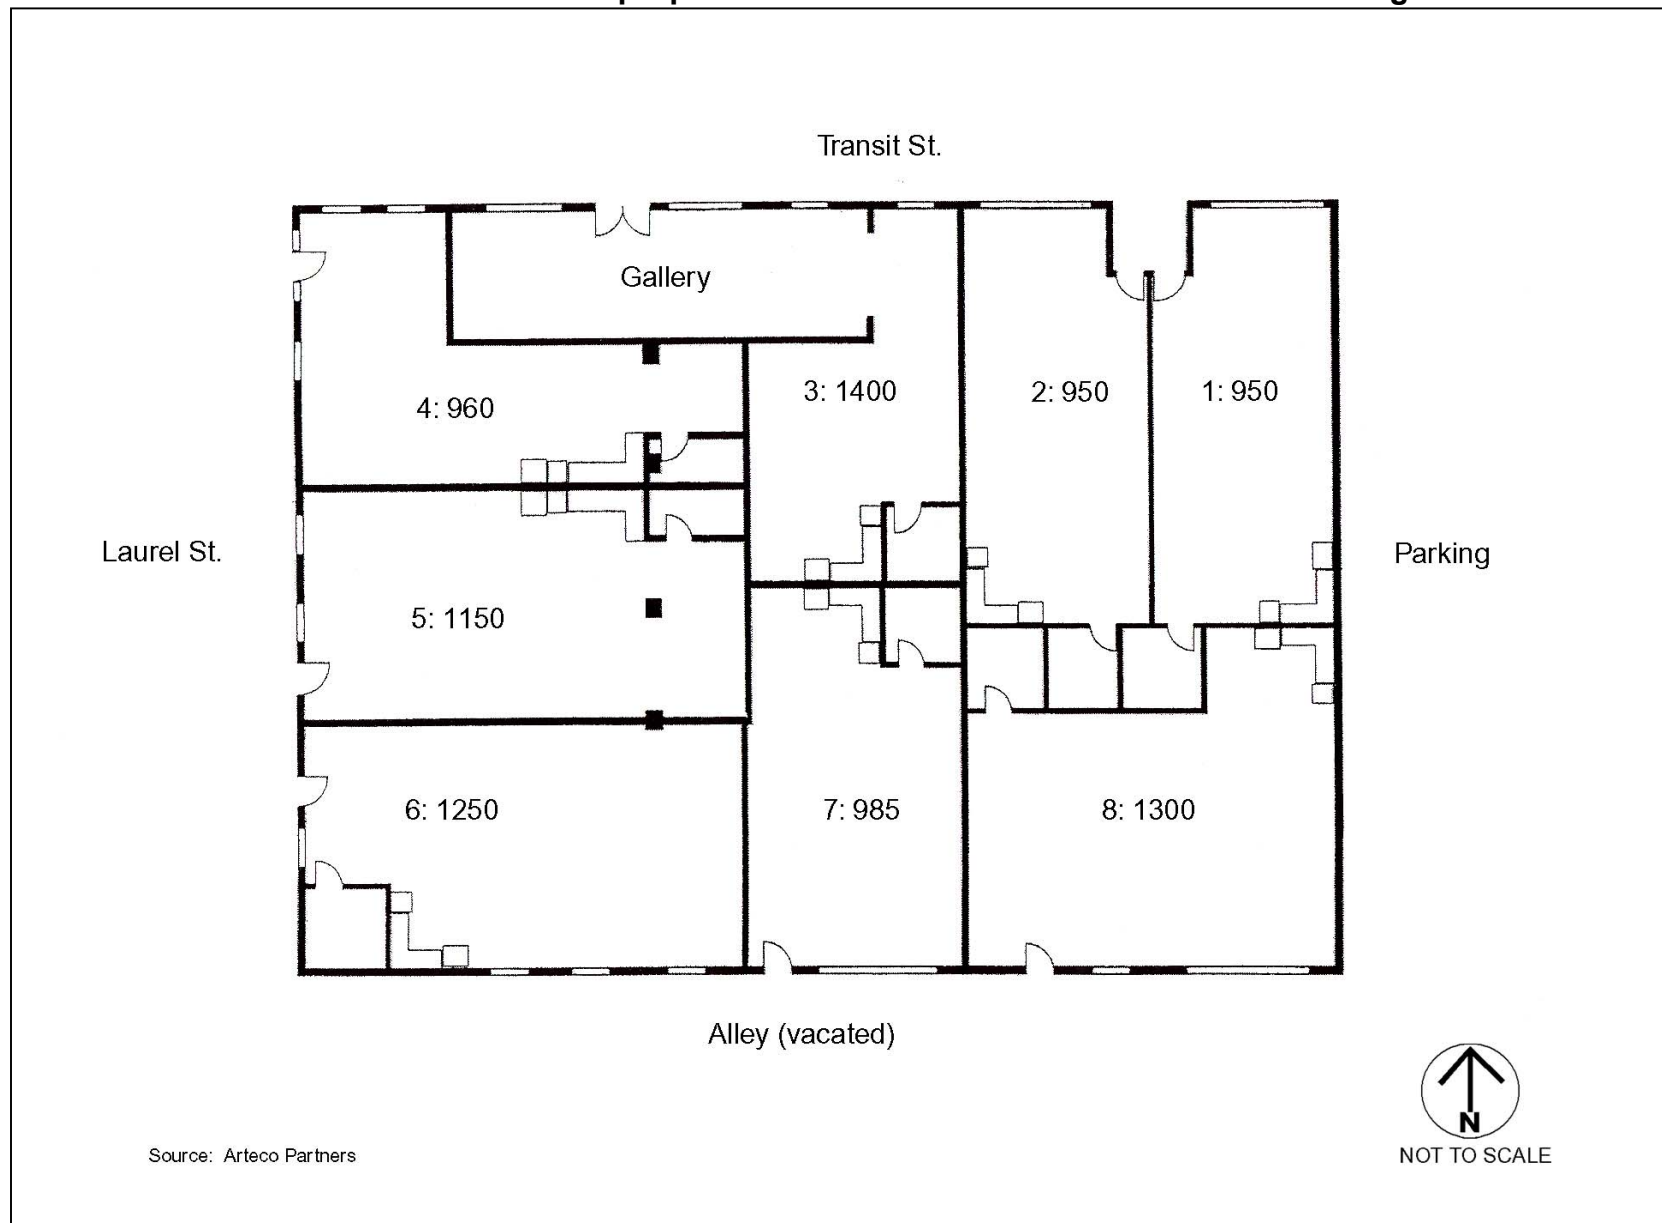 Transit St.
Gallery
3: 1400
2: 950
1: 950
4: 960
Laurel St.
Parking
5: 1150
6: 1250
7: 985
8: 1300
Alley (vacated)
N
Source: Arteco Partners
NOT TO SCALE